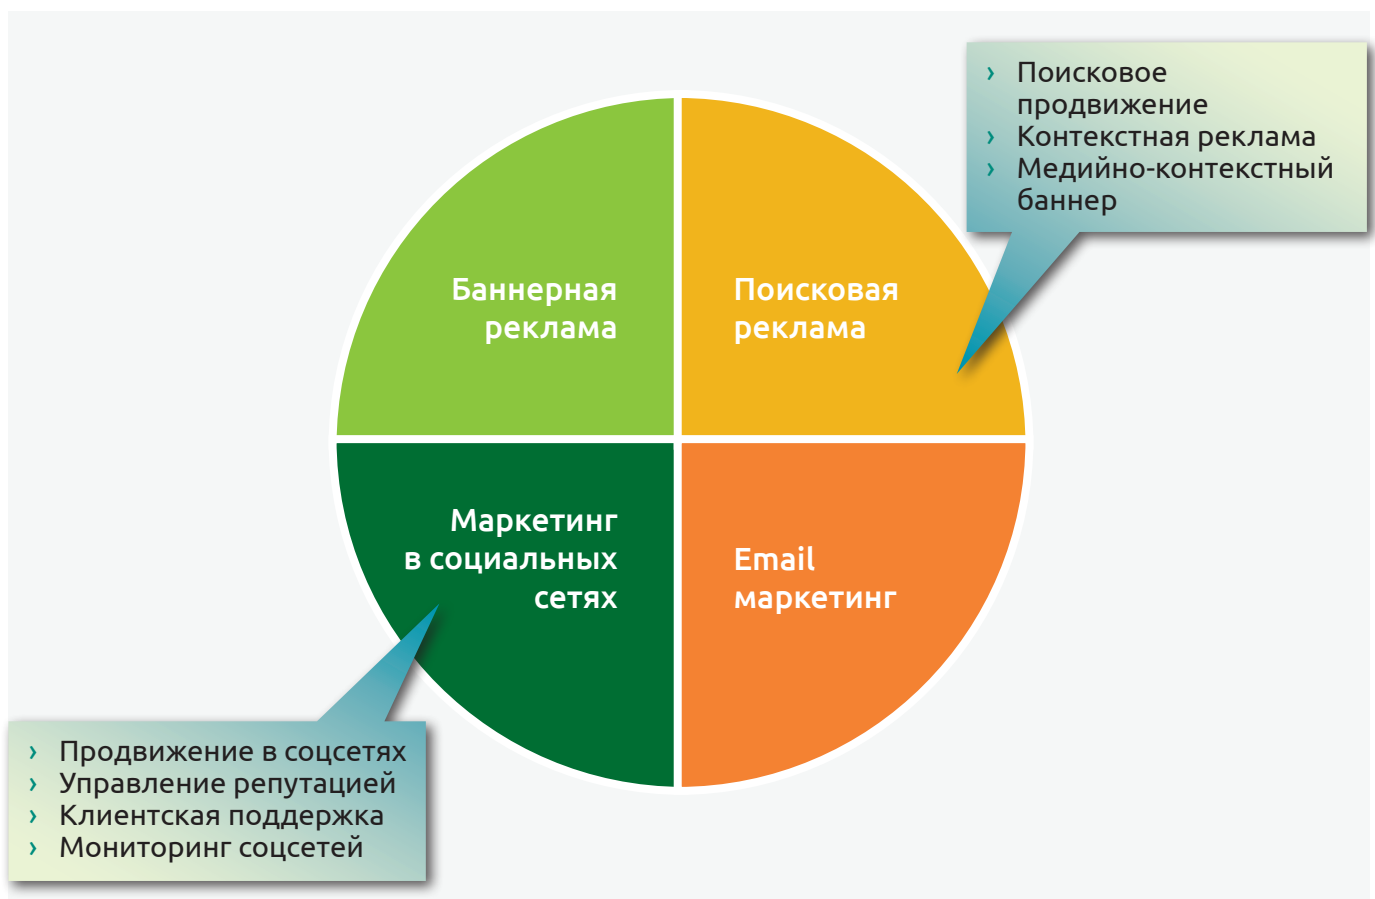 › Поисковое
продвижение
› Контекстная реклама
› Медийно-контекстный
баннер
Баннерная
реклама
Поисковая
реклама
Маркетинг
в социальных
сетях
Email
маркетинг
› Продвижение в соцсетях
› Управление репутацией
› Клиентская поддержка
› Мониторинг соцсетей